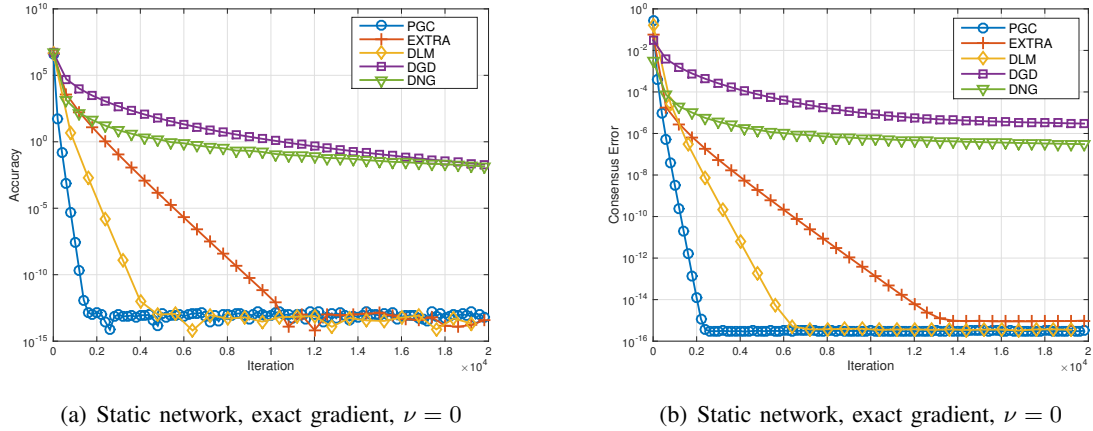 10^10
10^5
10^0
10^-5
10^-10
10^-15
Accuracy
PGC
EXTRA
DLM
DGD
DNG
0 0.2 0.4 0.6 0.8 1.0 1.2 1.4 1.6 1.8 2.0
Iteration
× 10^4
(a) Static network, exact gradient, ν = 0
10^0
10^-2
10^-4
10^-6
10^-8
10^-10
10^-12
10^-14
10^-16
Consensus Error
PGC
EXTRA
DLM
DGD
DNG
0 0.2 0.4 0.6 0.8 1.0 1.2 1.4 1.6 1.8 2.0
Iteration
× 10^4
(b) Static network, exact gradient, ν = 0